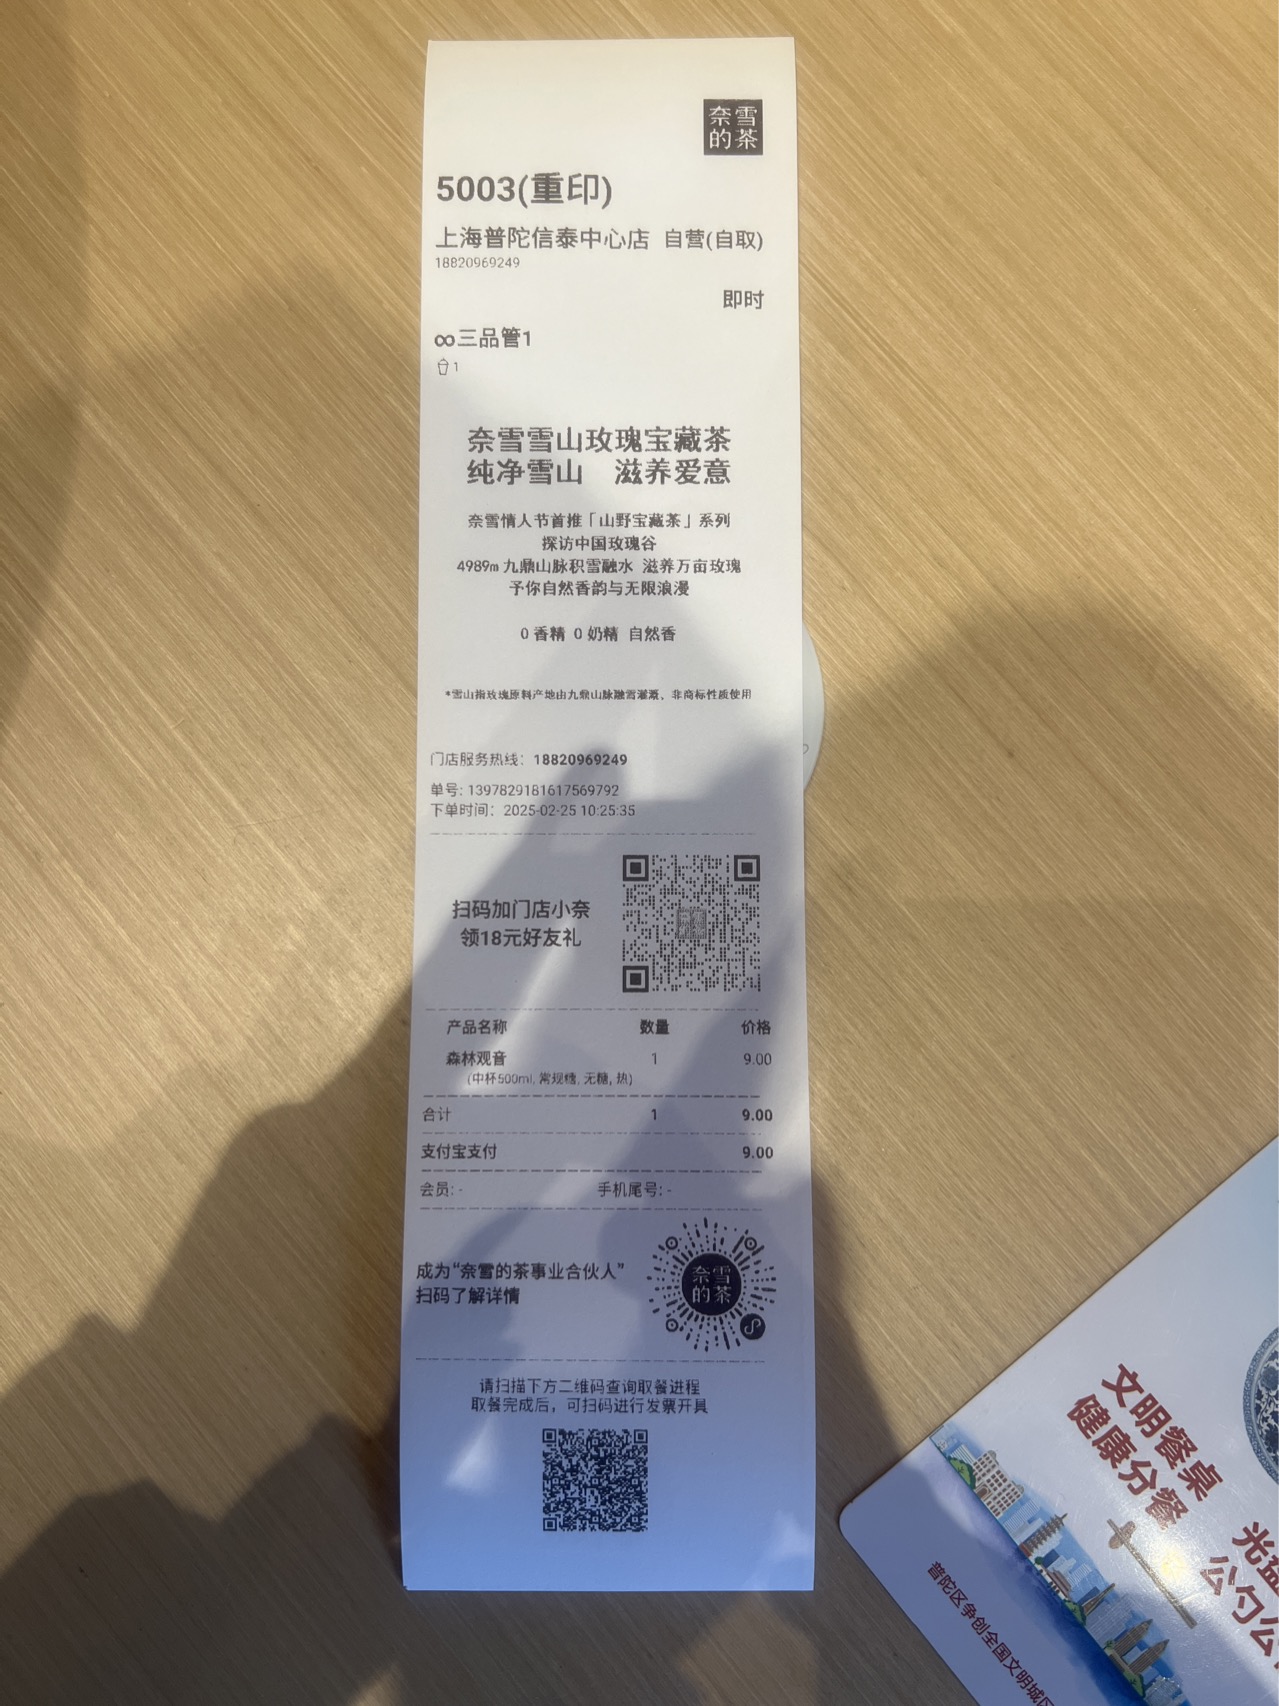 奈雪
的茶
5003(重印)
上海普陀信泰中心店 自营(自取)
18820969249
即时
∞三品管1
1
奈雪雪山玫瑰宝藏茶
纯净雪山 滋养爱意
奈雪情人节首推「山野宝藏茶」系列
探访中国玫瑰谷
4989m 九鼎山脉积雪融水 滋养万亩玫瑰
予你自然香韵与无限浪漫
0 香精 0 奶精 自然香
*雪山指玫瑰原料产地由九鼎山脉融雪灌溉、非商标性质使用
门店服务热线：18820969249
单号: 1397829181617569792
下单时间：2025-02-25 10:25:35
扫码加门店小奈
领18元好友礼
产品名称 数量 价格
森林观音 1 9.00
(中杯500ml, 常规糖, 无糖, 热)
合计 1 9.00
支付宝支付 9.00
会员: - 手机尾号: -
成为“奈雪的茶事业合伙人”
扫码了解详情
奈雪
的茶
请扫描下方二维码查询取餐进程
取餐完成后，可扫码进行发票开具
文明餐桌
健康分餐
光盘
公勺公
普陀区争创全国文明城区